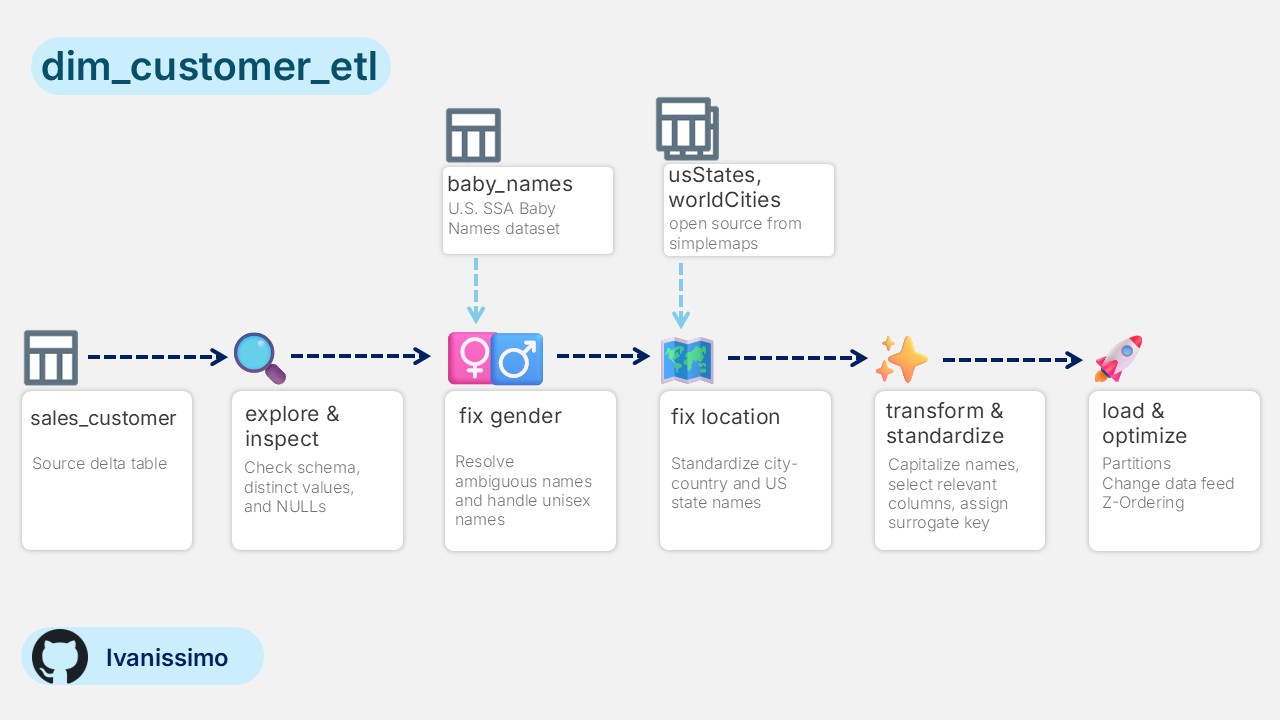 dim_customer_etl
baby_names
U.S. SSA Baby
Names dataset
usStates,
worldCities
open source from
simplemaps
sales_customer
Source delta table
explore &
inspect
Check schema,
distinct values,
and NULLs
fix gender
Resolve
ambiguous names
and handle unisex
names
fix location
Standardize city-
country and US
state names
transform &
standardize
Capitalize names,
select relevant
columns, assign
surrogate key
load &
optimize
Partitions
Change data feed
Z-Ordering
Ivanissimo